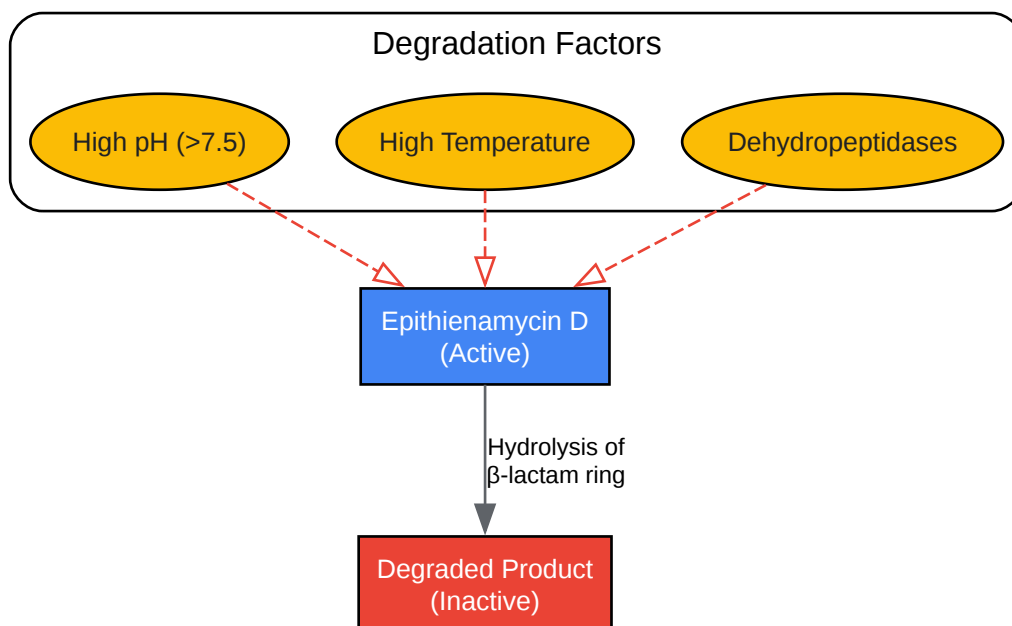 Degradation Factors
High pH (>7.5)
High Temperature
Dehydropeptidases
Epithienamycin D
(Active)
Hydrolysis of
β-lactam ring
Degraded Product
(Inactive)